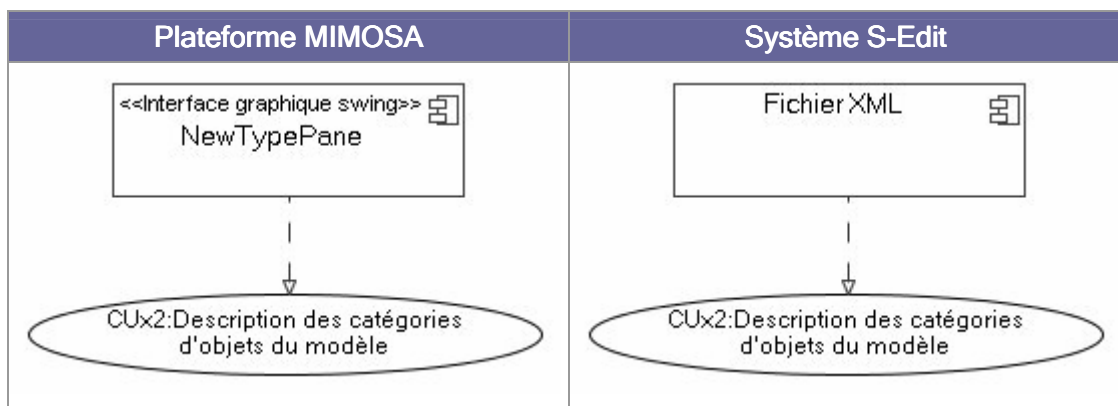 Plateforme MIMOSA
Système S-Edit
<<Interface graphique swing>>
NewTypePane
Fichier XML
CUx2:Description des catégories
d'objets du modèle
CUx2:Description des catégories
d'objets du modèle